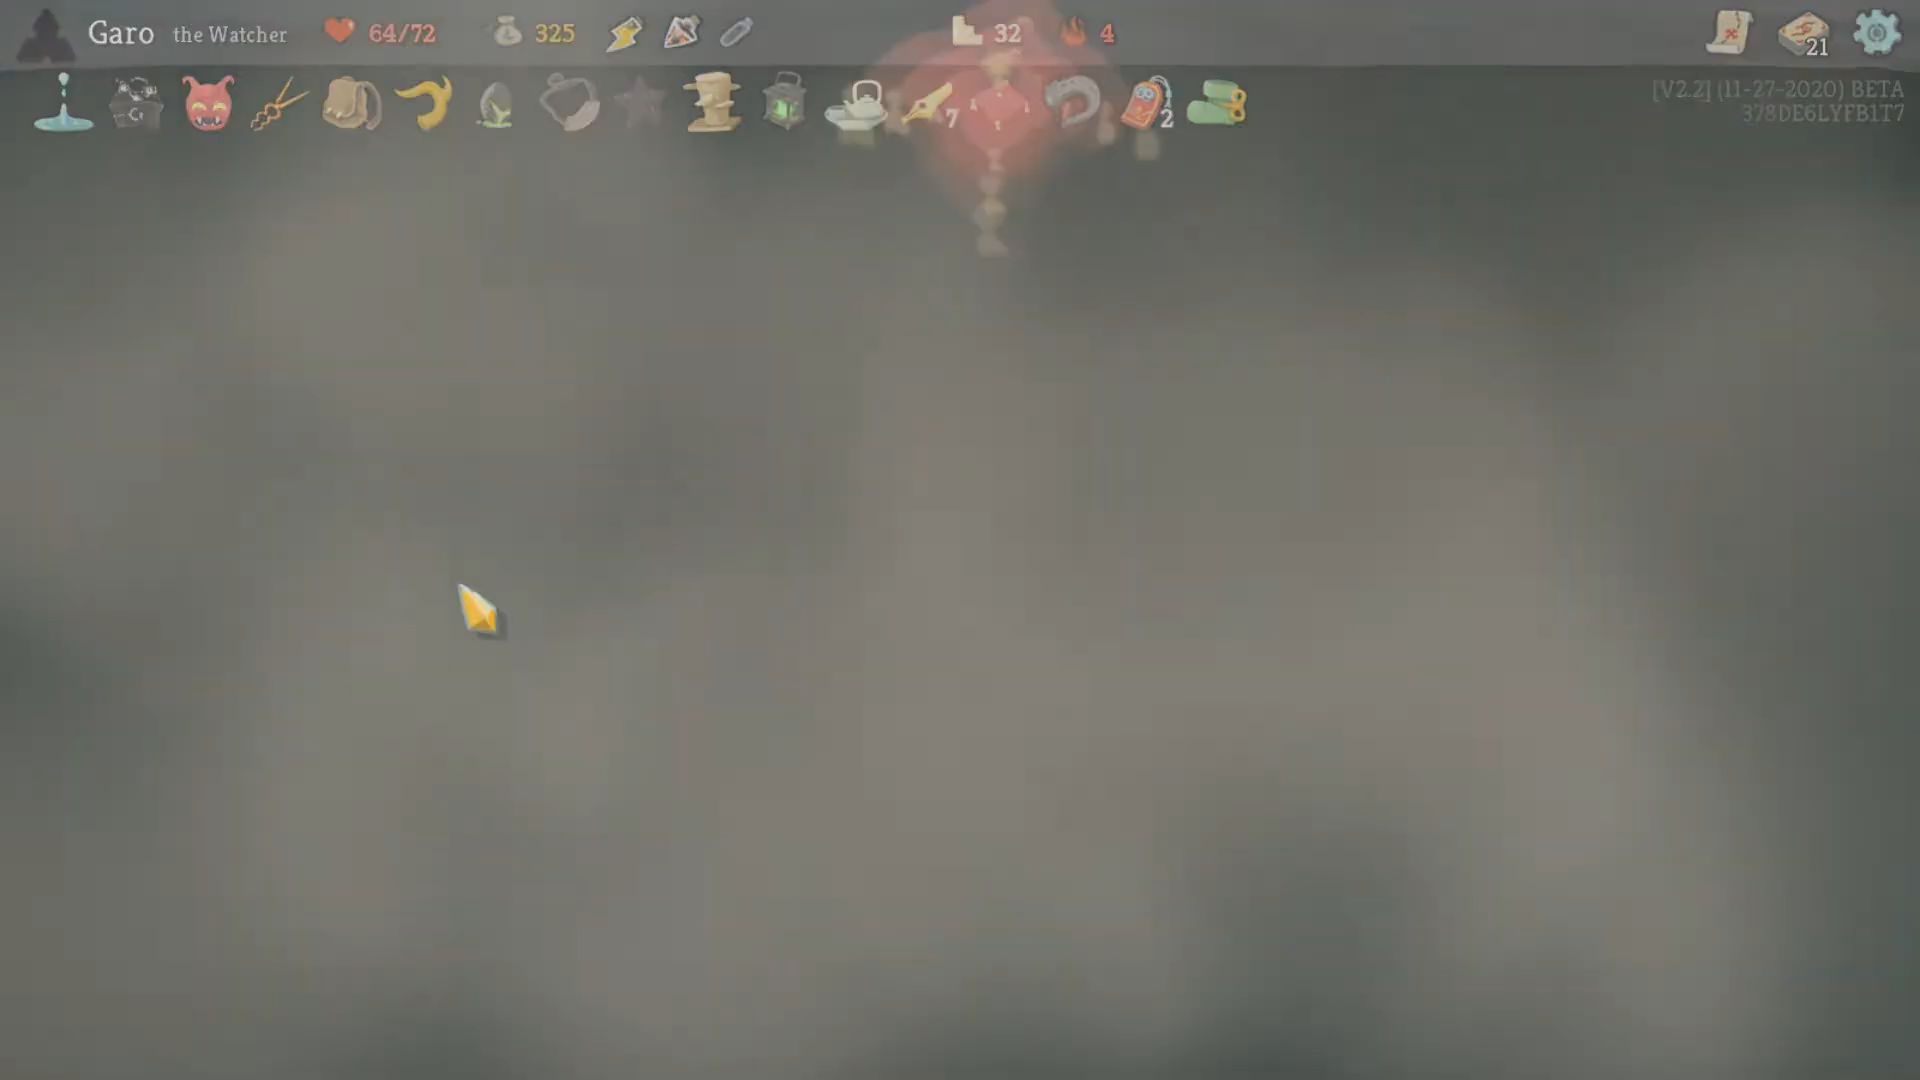 Garo the Watcher 64/72 325 32 4 21
7 2
[V2.2] (11-27-2020) BETA
378DE6LYFB1T7